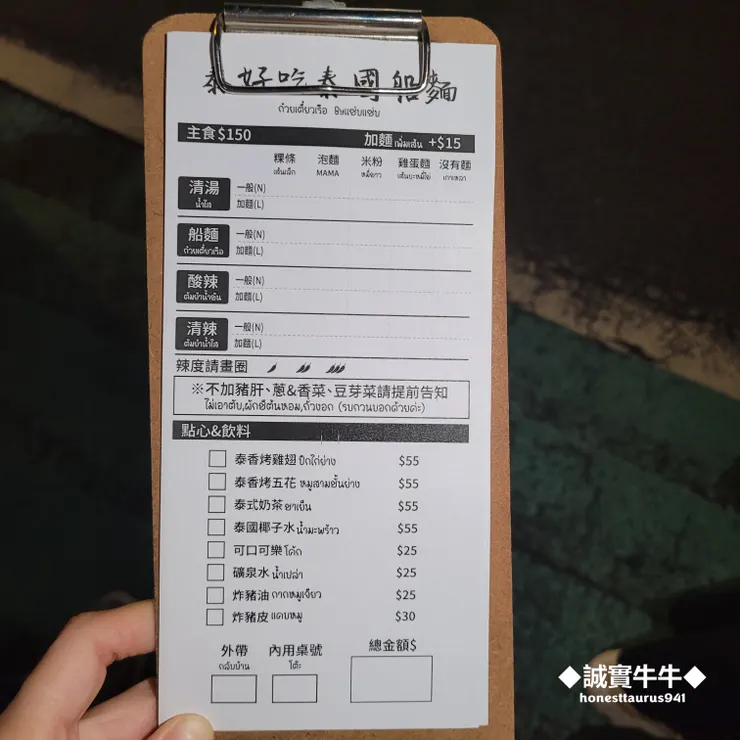 泰好吃泰國船麵
ก๋วยเตี๋ยวเรือ Byแซ่บแซ่บ
主食$150 加麵 เพิ่มเส้น +$15
粿條 泡麵 米粉 雞蛋麵 沒有麵
เส้นเล็ก MAMA หมี่ขาว เส้นบะหมี่ไข่ เกาเหลา
清湯 一般(N)
น้ำใส 加麵(L)
船麵 一般(N)
ก๋วยเตี๋ยวเรือ 加麵(L)
酸辣 一般(N)
ต้มยำน้ำข้น 加麵(L)
清辣 一般(N)
ต้มยำน้ำใส 加麵(L)
辣度請畫圈
※不加豬肝、蔥&香菜、豆芽菜請提前告知
ไม่เอาตับ,ผักชีต้นหอม,ถั่วงอก (รบกวนบอกด้วยค่ะ)
點心&飲料
泰香烤雞翅 ปีกไก่ย่าง $55
泰香烤五花 หมูสามชั้นย่าง $55
泰式奶茶 ชาเย็น $55
泰國椰子水 น้ำมะพร้าว $55
可口可樂 โค้ก $25
礦泉水 น้ำเปล่า $25
炸豬油 กากหมูเจียว $25
炸豬皮 แคบหมู $30
外帶 內用桌號 總金額$
กลับบ้าน โต๊ะ
◆誠實牛牛◆
honesttaurus941